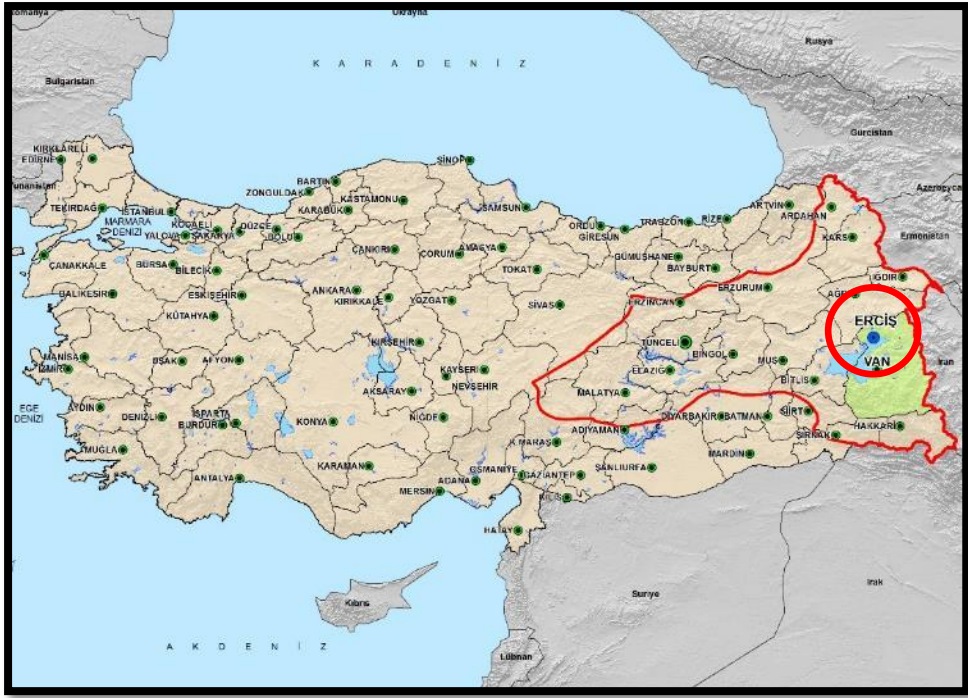 Romanya
Ukrayna
Rusya
K A R A D E N İ Z
Bulgaristan
Gürcistan
KIRKLARELİ
EDİRNE
SİNOP
Azerbayca
BARTIN
ZONGULDAK
KASTAMONU
Yunanistan
TEKİRDAĞ
İSTANBUL
KARABÜK
SAMSUN
ARTVİN
ARDAHAN
MARMARA
DENİZİ
KOCAELİ
YALOVA
SAKARYA
DÜZCE
BOLU
ORDU
GİRESUN
TRABZON
RİZE
KARS
Ermenistan
ÇANAKKALE
BURSA
BİLECİK
ÇANKIRI
ÇORUM
AMASYA
TOKAT
GÜMÜŞHANE
BAYBURT
IĞDIR
BALIKESİR
ESKİŞEHİR
ANKARA
KIRIKKALE
YOZGAT
SİVAS
ERZİNCAN
ERZURUM
AĞRI
KÜTAHYA
ERCİŞ
KIRŞEHİR
TUNCELİ
BİNGÖL
MUŞ
VAN
İran
MANİSA
İZMİR
UŞAK
AFYON
KAYSERİ
NEVŞEHİR
ELAZIĞ
BİTLİS
AKSARAY
MALATYA
EGE
DENİZİ
AYDIN
DENİZLİ
ISPARTA
BURDUR
KONYA
NİĞDE
ADIYAMAN
DİYARBAKIR
BATMAN
SİİRT
HAKKARİ
ŞIRNAK
MUĞLA
ANTALYA
KARAMAN
K.MARAŞ
OSMANİYE
GAZİANTEP
ŞANLIURFA
MARDİN
MERSİN
ADANA
KİLİS
HATAY
Kıbrıs
Suriye
Irak
A K D E N İ Z
Lübnan